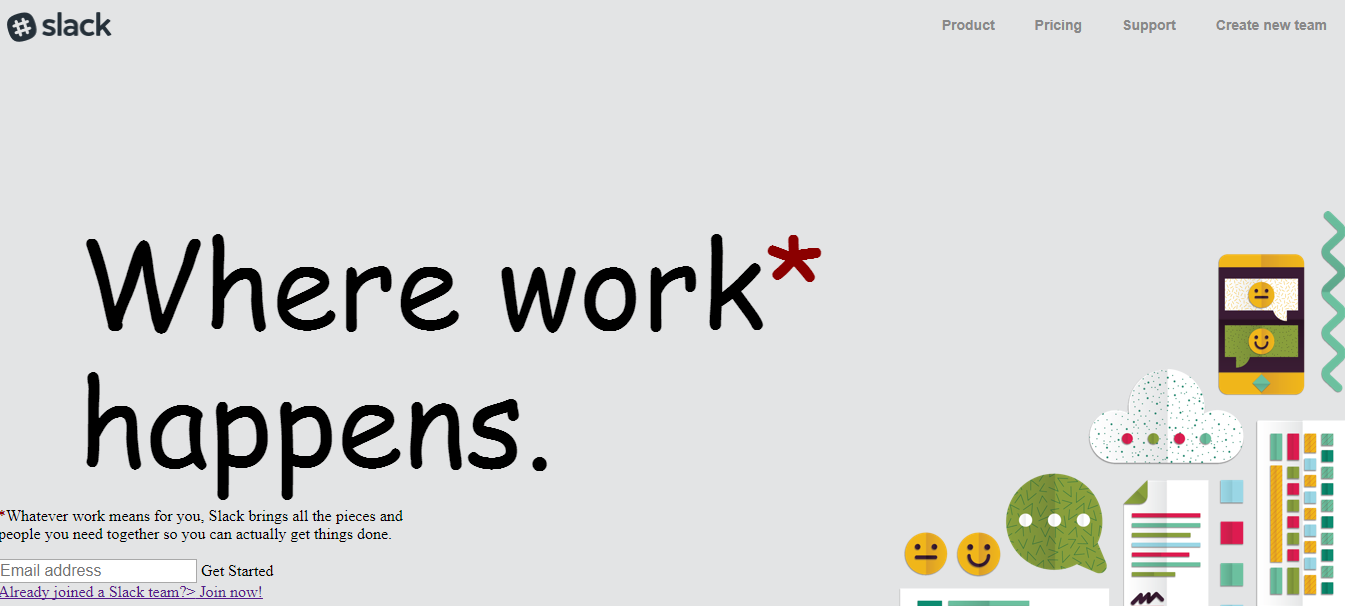 slack
Product Pricing Support Create new team
Where work*
happens.
*Whatever work means for you, Slack brings all the pieces and
people you need together so you can actually get things done.
Email address Get Started
Already joined a Slack team?> Join now!